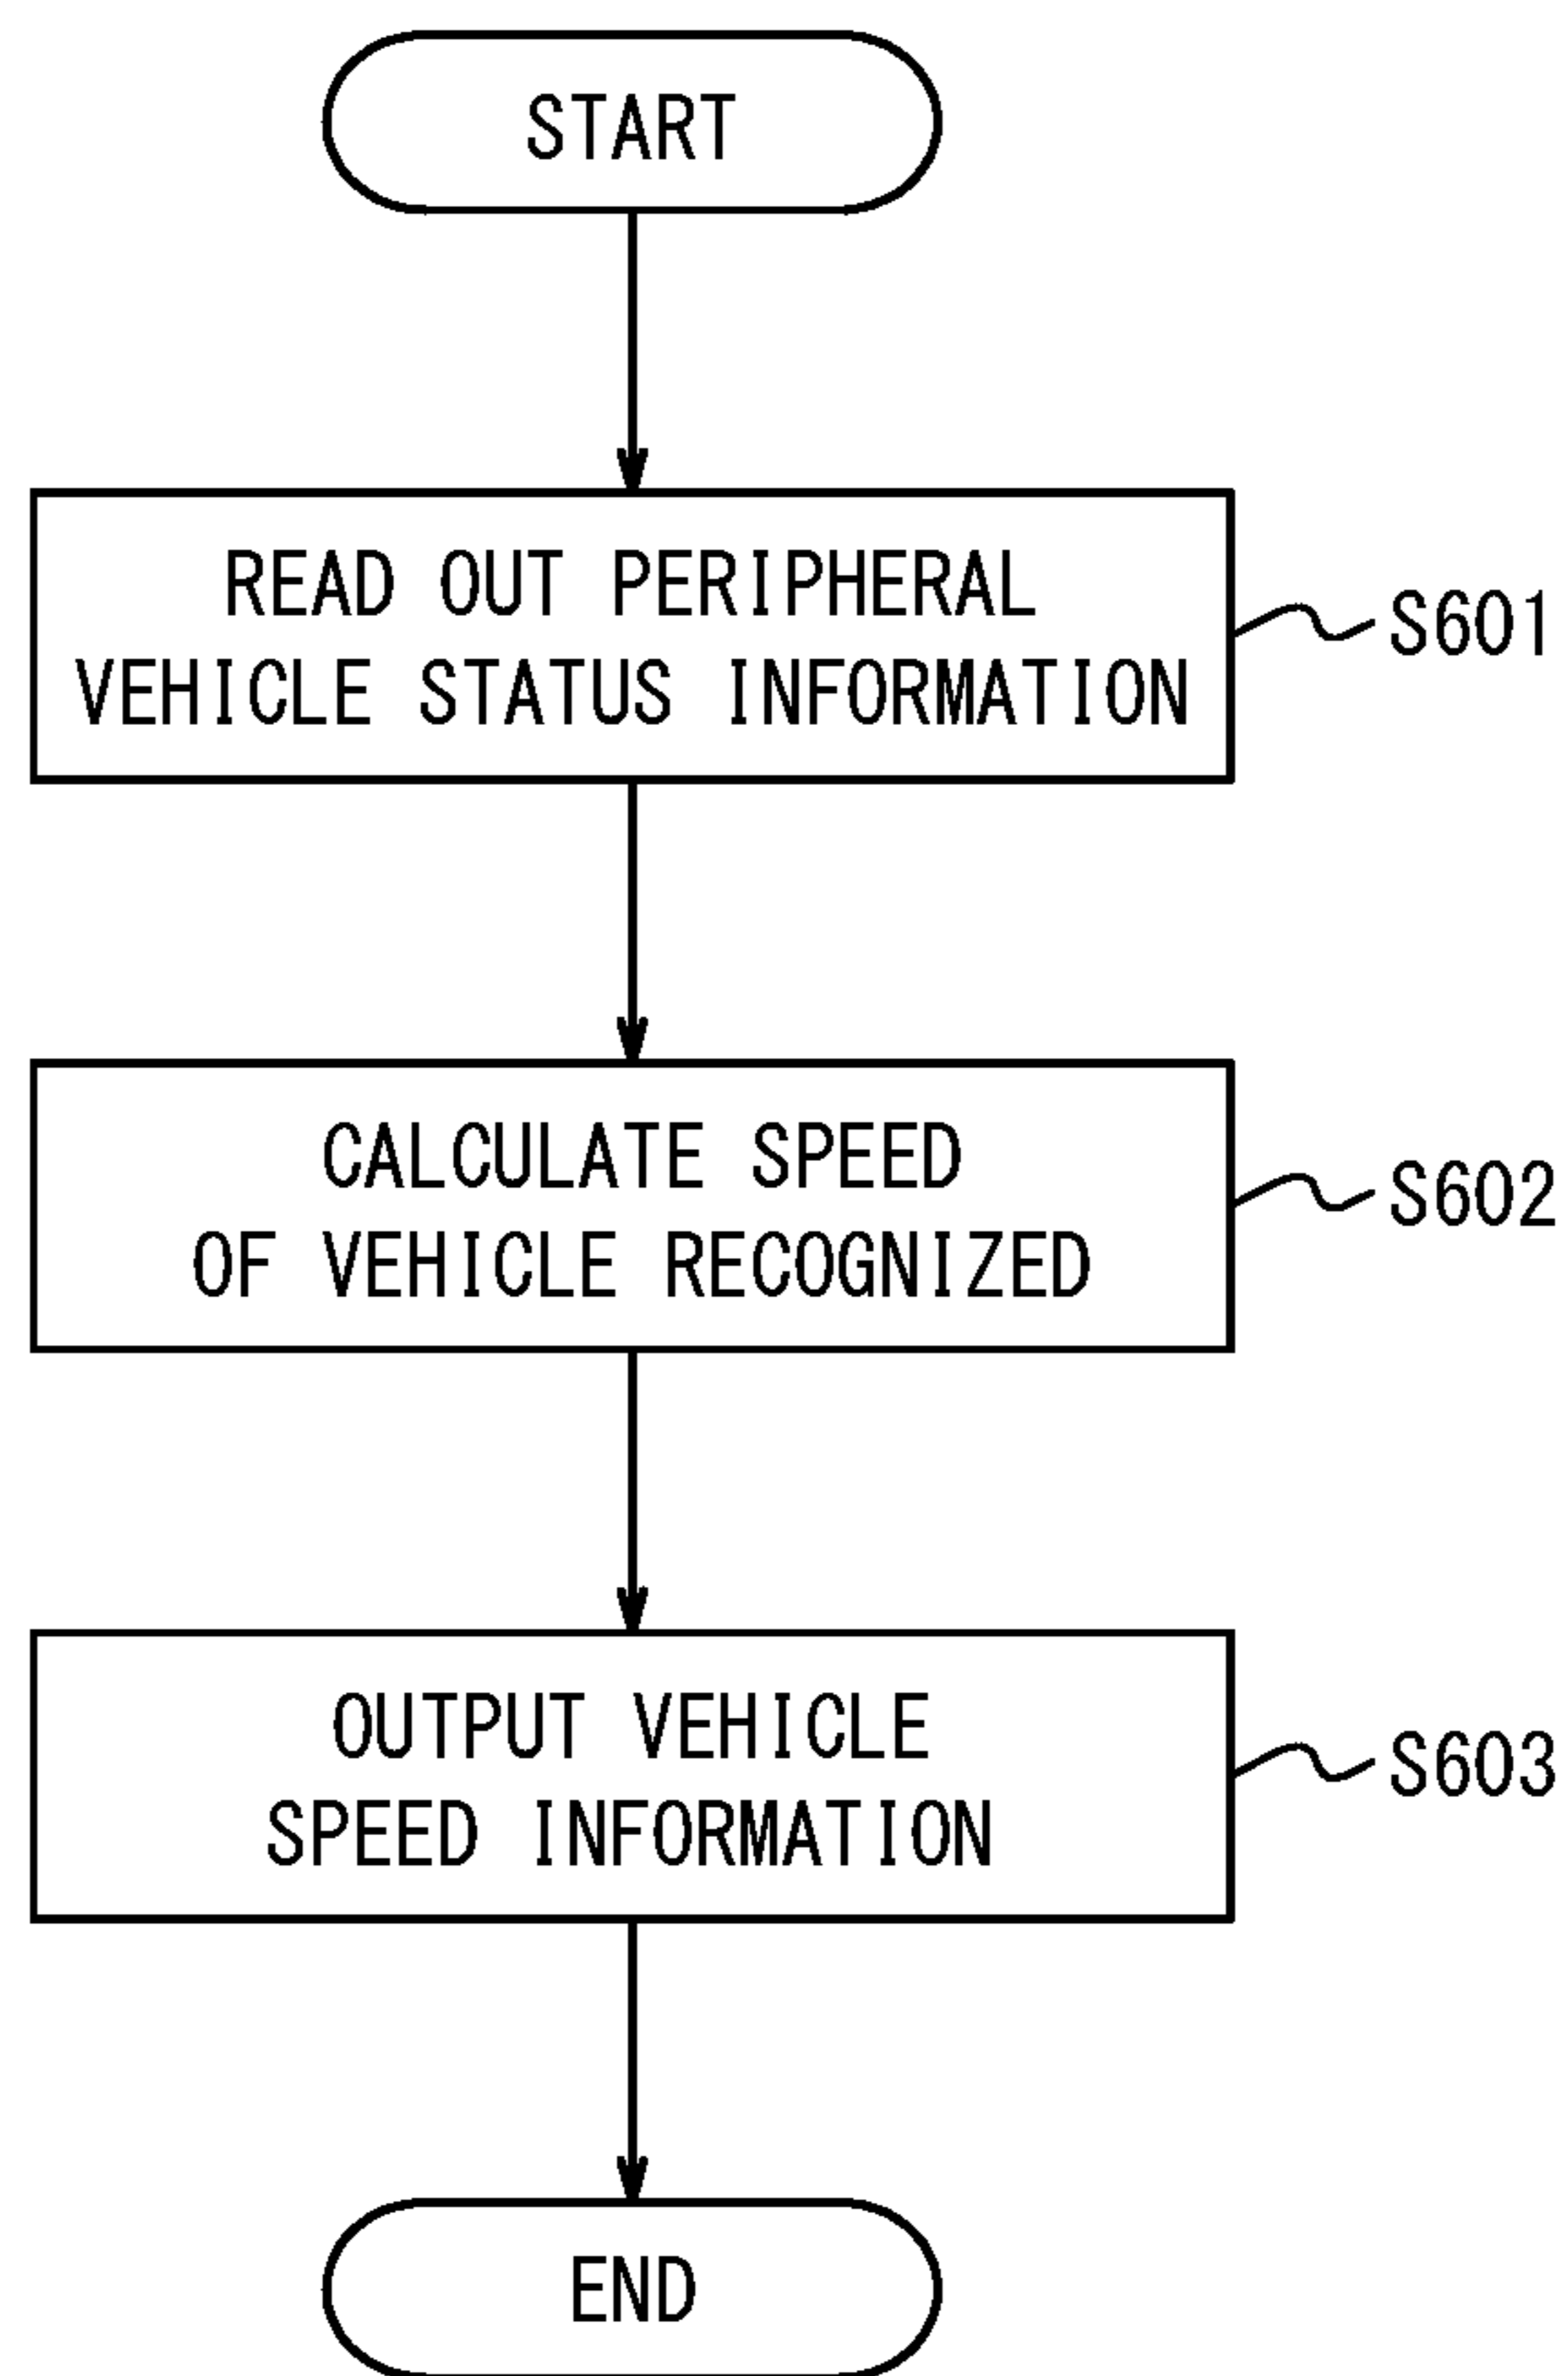 START
READ OUT PERIPHERAL
VEHICLE STATUS INFORMATION
S601
CALCULATE SPEED
OF VEHICLE RECOGNIZED
S602
OUTPUT VEHICLE
SPEED INFORMATION
S603
END